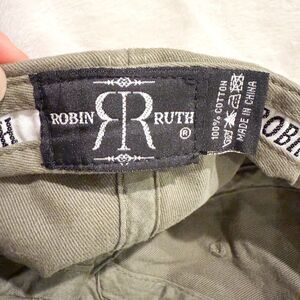 ROBIN RUTH ®
100% COTTON
MADE IN CHINA
H
ROBIN